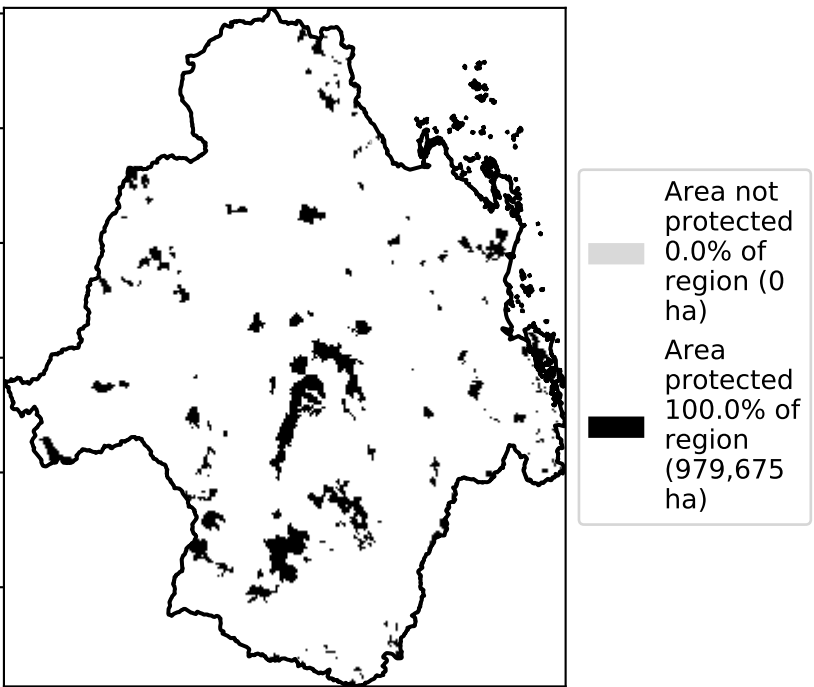 Area not
protected
0.0% of
region (0
ha)
Area
protected
100.0% of
region
(979,675
ha)